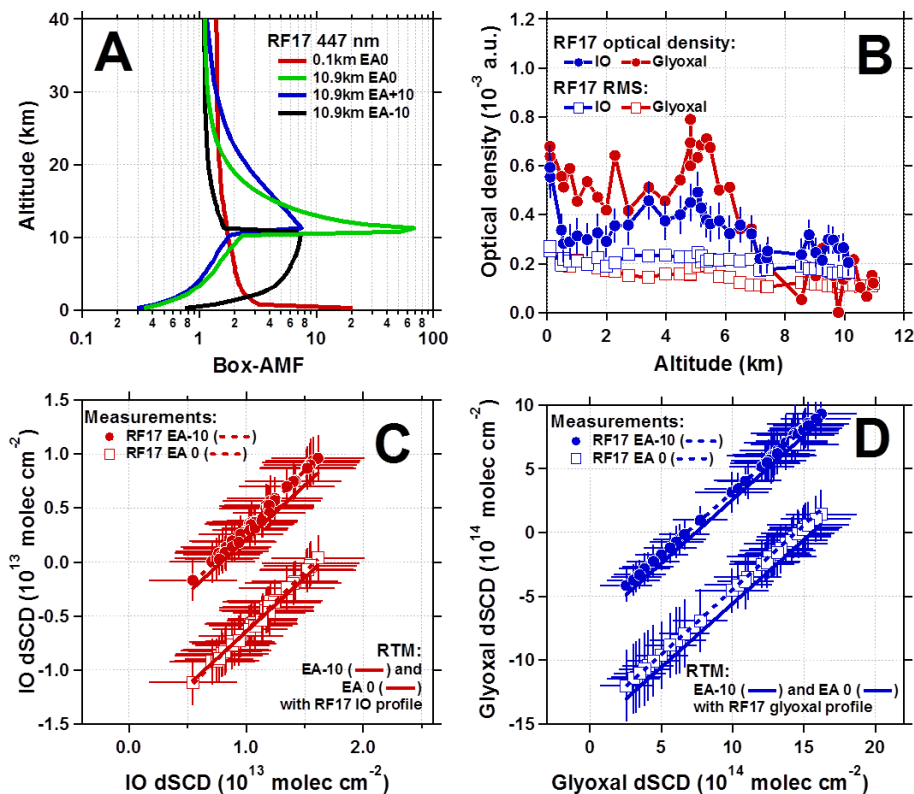 A
RF17 447 nm
0.1km EA0
10.9km EA0
10.9km EA+10
10.9km EA-10
40
30
20
10
0
Altitude (km)
0.1
2
4
6
8
1
2
4
6
8
10
2
4
6
8
100
Box-AMF
B
RF17 optical density:
IO
Glyoxal
RF17 RMS:
IO
Glyoxal
1.2
1.0
0.8
0.6
0.4
0.2
0.0
Optical density (10⁻³ a.u.)
0
2
4
6
8
10
12
Altitude (km)
C
Measurements:
RF17 EA-10 ( )
RF17 EA 0 ( )
RTM:
EA-10 ( ) and
EA 0 ( )
with RF17 IO profile
1.5
1.0
0.5
0.0
-0.5
-1.0
-1.5
IO dSCD (10¹³ molec cm⁻²)
0.0
1.0
2.0
IO dSCD (10¹³ molec cm⁻²)
D
Measurements:
RF17 EA-10 ( )
RF17 EA 0 ( )
RTM:
EA-10 ( ) and EA 0 ( )
with RF17 glyoxal profile
10
5
0
-5
-10
-15
Glyoxal dSCD (10¹⁴ molec cm⁻²)
0
5
10
15
20
Glyoxal dSCD (10¹⁴ molec cm⁻²)